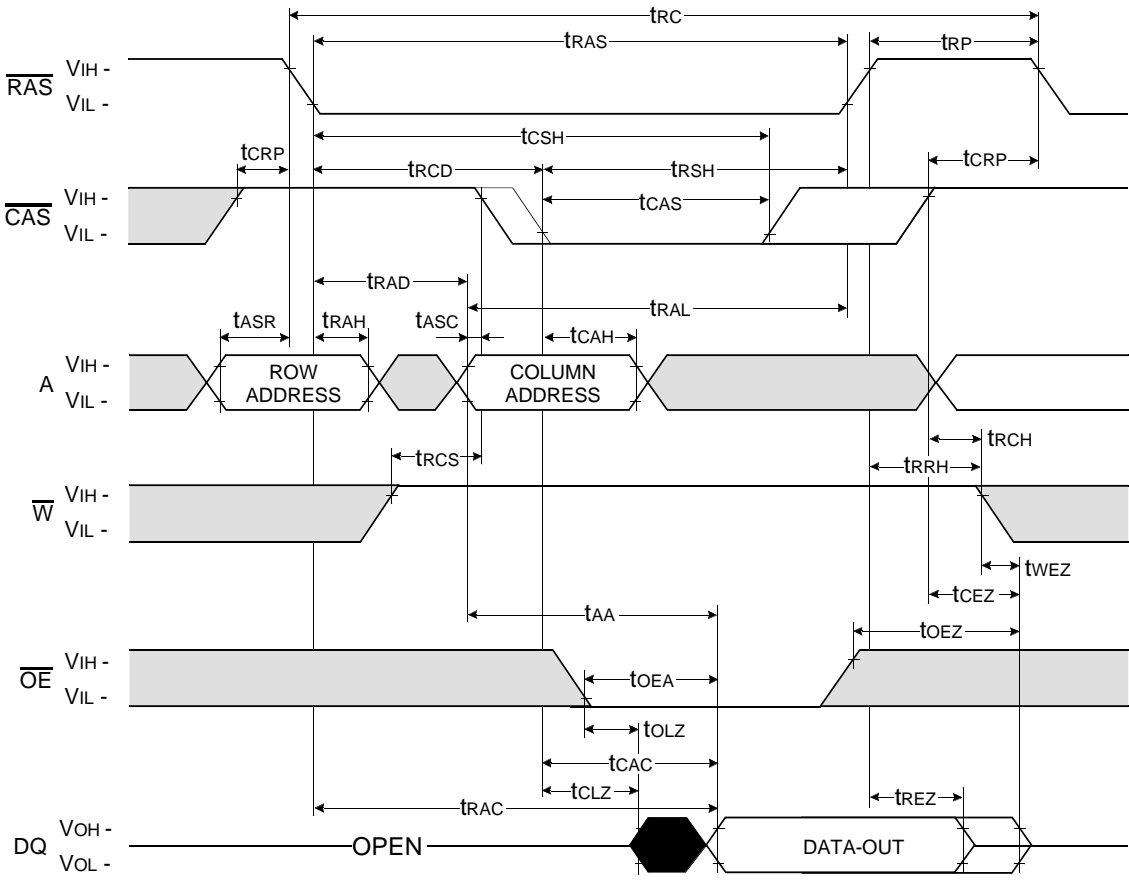 tRC
tRAS
tRP
RAS
VIH -
VIL -
tCSH
tCRP
tRCD
tRSH
tCRP
CAS
VIH -
VIL -
tCAS
tRAD
tRAL
tASR
tRAH
tASC
tCAH
A
VIH -
VIL -
ROW
ADDRESS
COLUMN
ADDRESS
tRCH
tRCS
tRRH
W
VIH -
VIL -
tWEZ
tCEZ
tAA
tOEZ
OE
VIH -
VIL -
tOEA
tOLZ
tCAC
tCLZ
tREZ
tRAC
DQ
VOH -
VOL -
OPEN
DATA-OUT